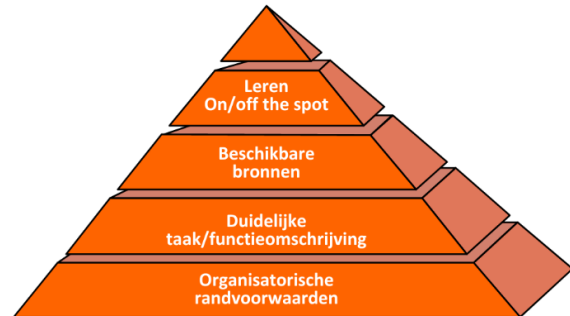 Leren
On/off the spot
Beschikbare
bronnen
Duidelijke
taak/functieomschrijving
Organisatorische
randvoorwaarden